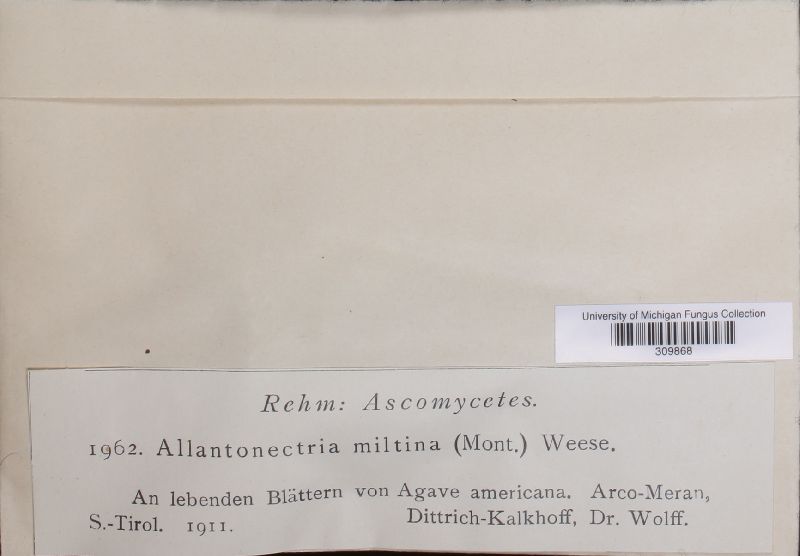 University of Michigan Fungus Collection
309868
Rehm: Ascomycetes.
1962. Allantonectria miltina (Mont.) Weese.
An lebenden Blättern von Agave americana. Arco-Meran,
S.-Tirol. 1911. Dittrich-Kalkhoff, Dr. Wolff.